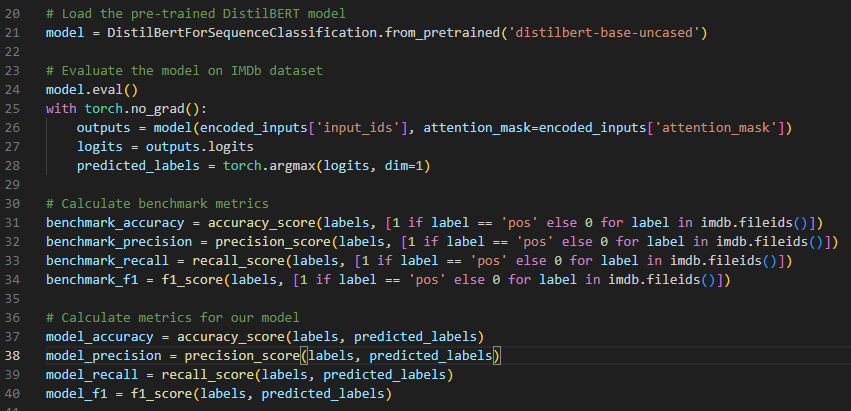 20 # Load the pre-trained DistilBERT model
21 model = DistilBertForSequenceClassification.from_pretrained('distilbert-base-uncased')
22
23 # Evaluate the model on IMDb dataset
24 model.eval()
25 with torch.no_grad():
26     outputs = model(encoded_inputs['input_ids'], attention_mask=encoded_inputs['attention_mask'])
27     logits = outputs.logits
28     predicted_labels = torch.argmax(logits, dim=1)
29
30 # Calculate benchmark metrics
31 benchmark_accuracy = accuracy_score(labels, [1 if label == 'pos' else 0 for label in imdb.fileids()])
32 benchmark_precision = precision_score(labels, [1 if label == 'pos' else 0 for label in imdb.fileids()])
33 benchmark_recall = recall_score(labels, [1 if label == 'pos' else 0 for label in imdb.fileids()])
34 benchmark_f1 = f1_score(labels, [1 if label == 'pos' else 0 for label in imdb.fileids()])
35
36 # Calculate metrics for our model
37 model_accuracy = accuracy_score(labels, predicted_labels)
38 model_precision = precision_score(labels, predicted_labels)
39 model_recall = recall_score(labels, predicted_labels)
40 model_f1 = f1_score(labels, predicted_labels)